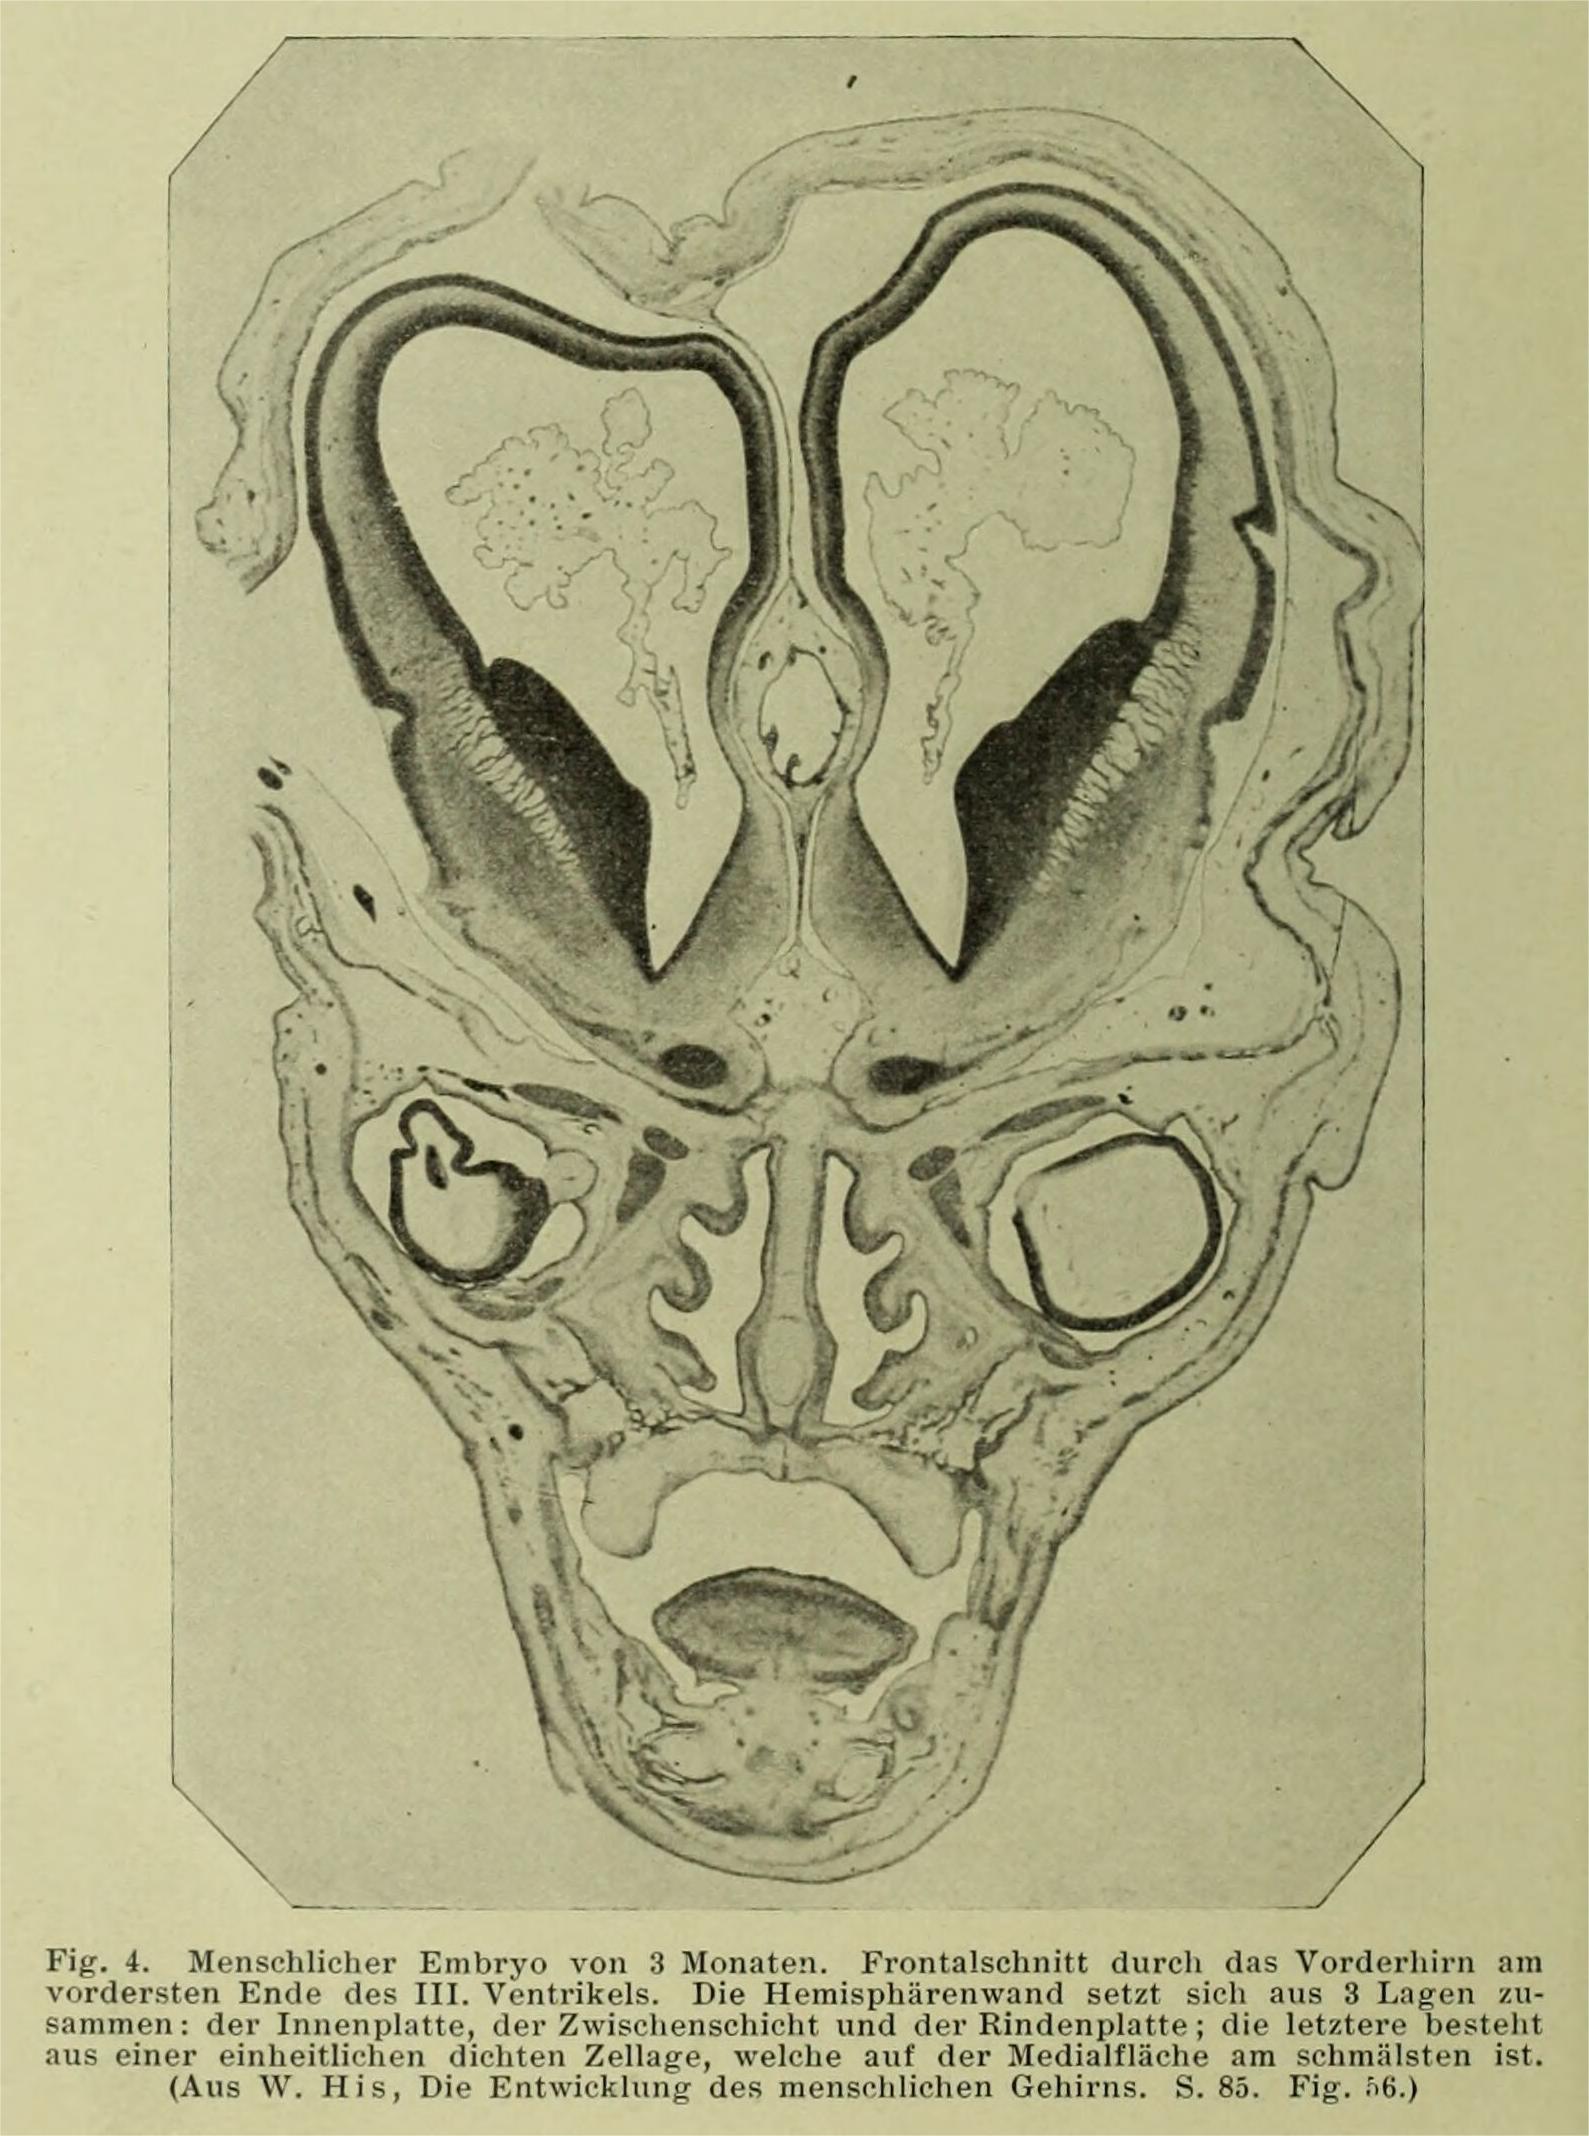 Fig. 4. Menschlicher Embryo von 3 Monaten. Frontalschnitt durch das Vorderhirn am
vordersten Ende des III. Ventrikels. Die Hemisphärenwand setzt sich aus 3 Lagen zu-
sammen: der Innenplatte, der Zwischenschicht und der Rindenplatte; die letztere besteht
aus einer einheitlichen dichten Zellage, welche auf der Medialfläche am schmälsten ist.
(Aus W. His, Die Entwicklung des menschlichen Gehirns. S. 85. Fig. 56.)